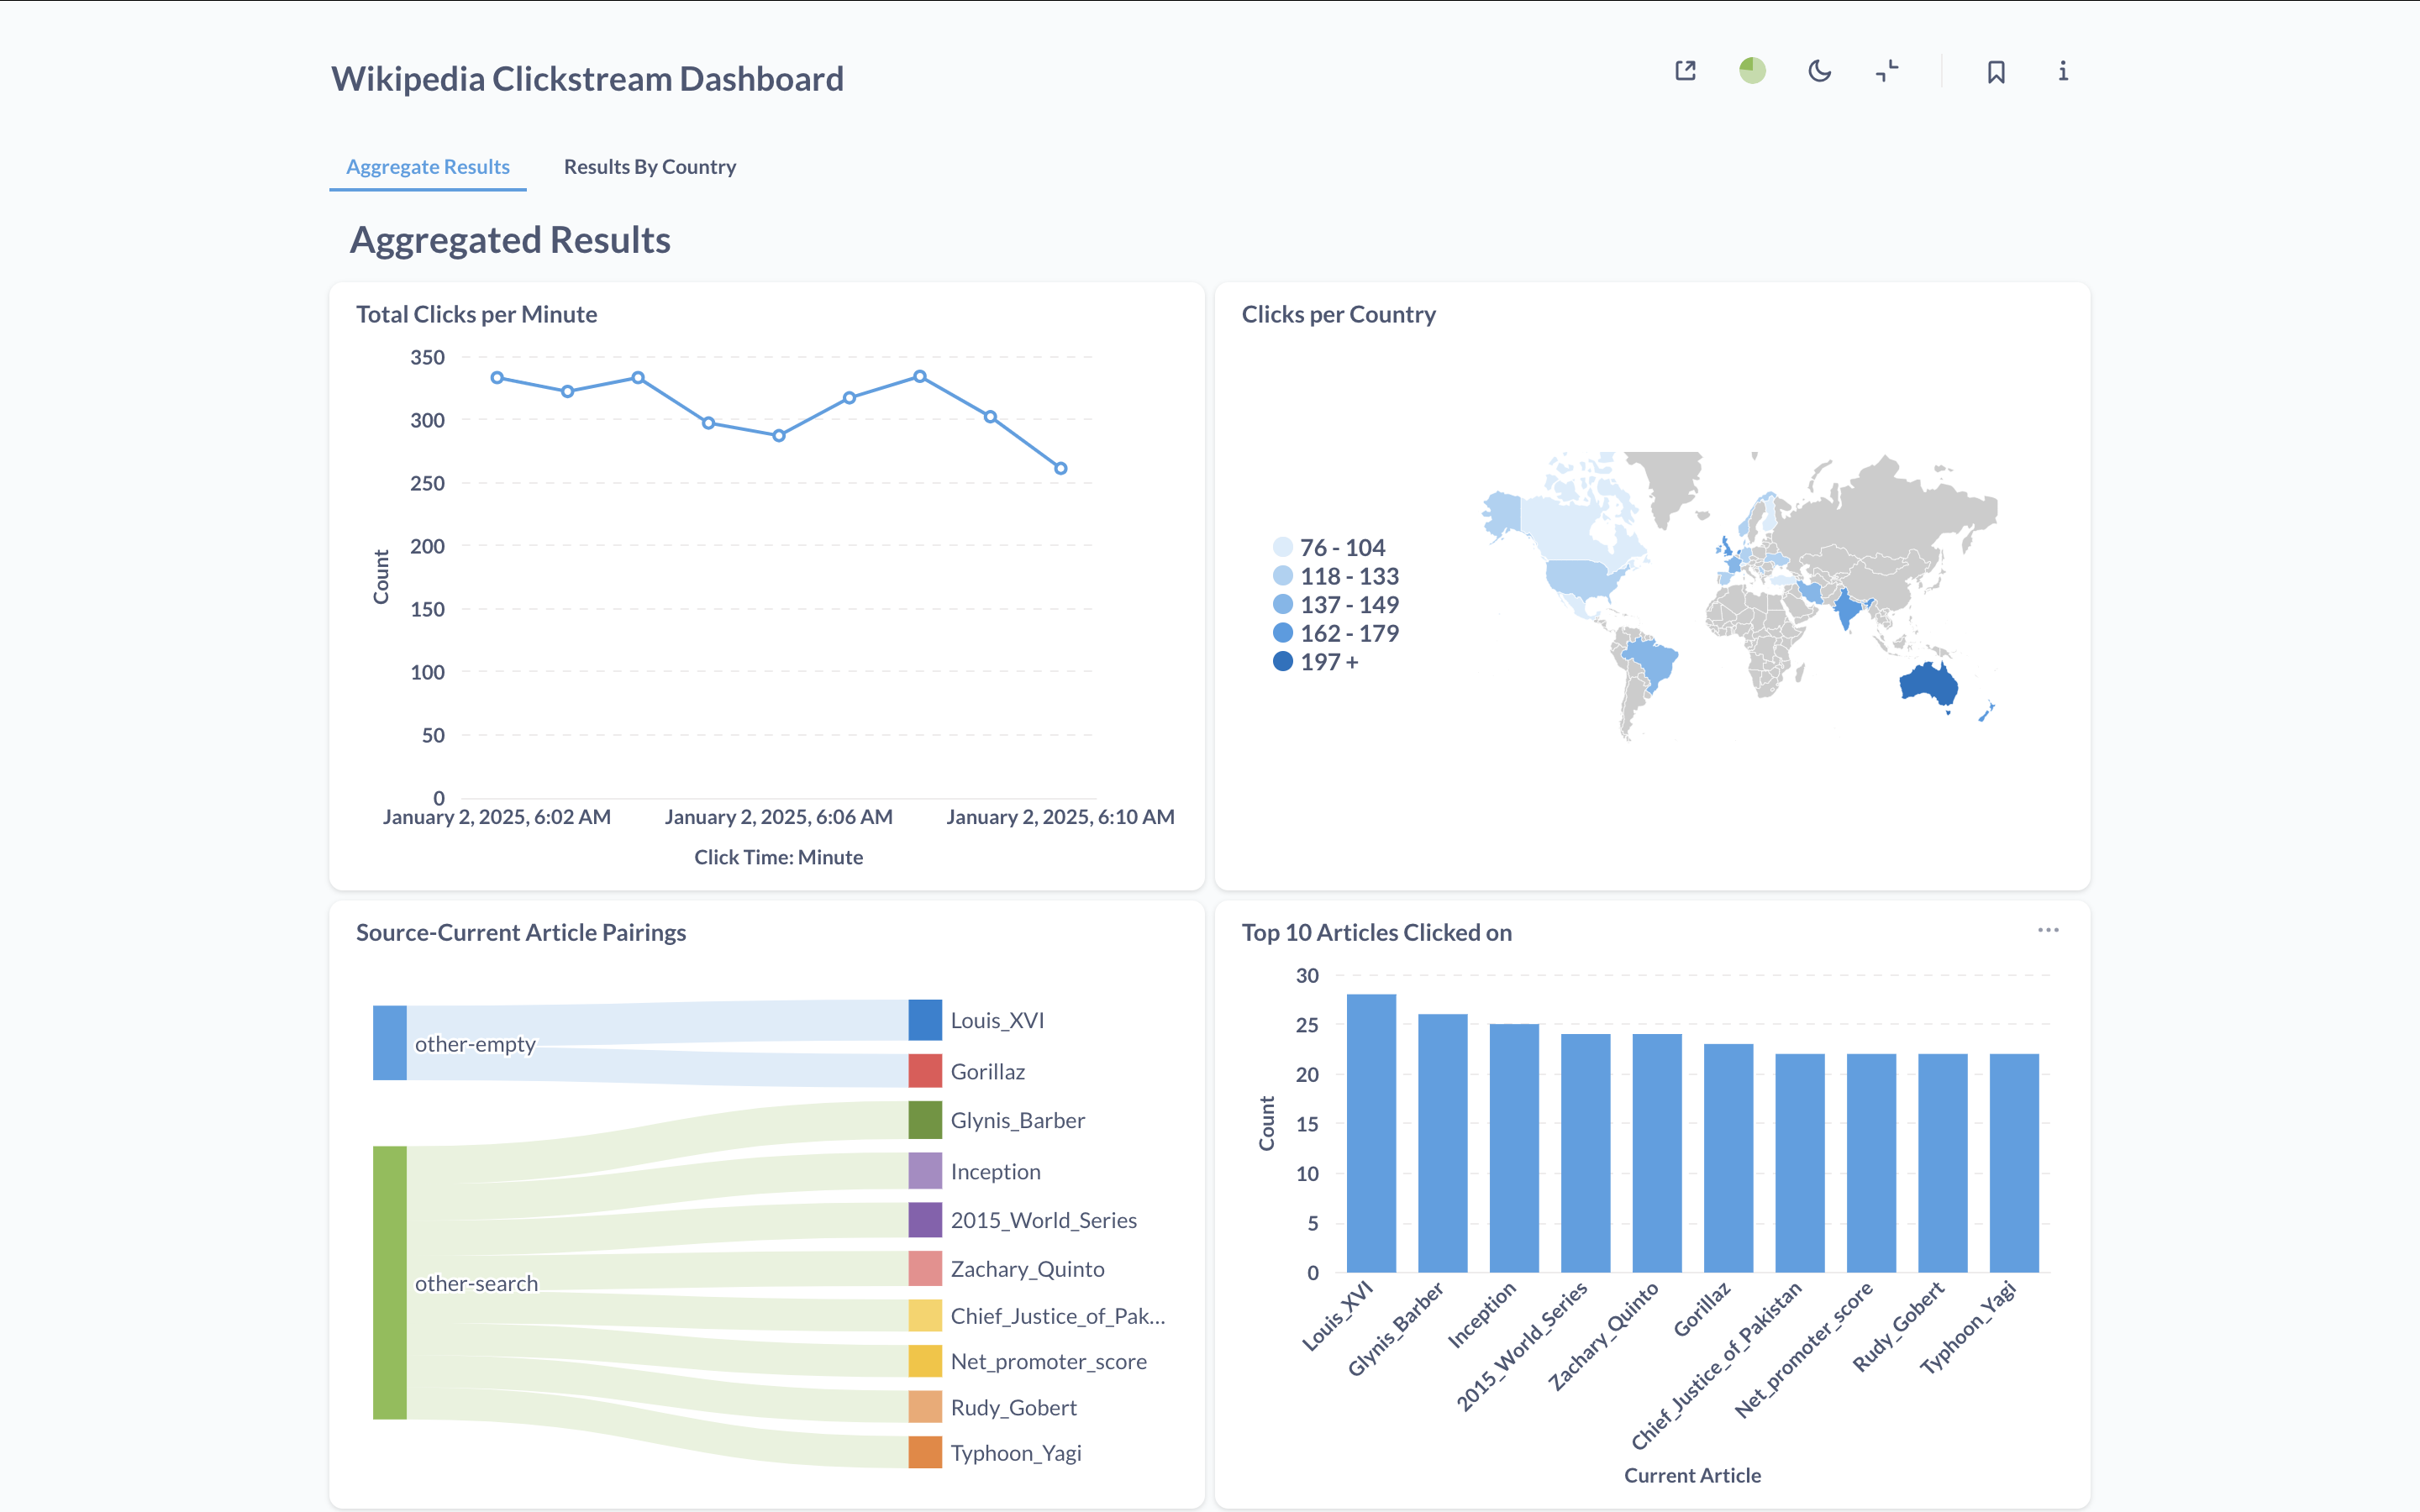 Wikipedia Clickstream Dashboard
Aggregate Results
Results By Country
Aggregated Results
Total Clicks per Minute
350
300
250
200
150
100
50
0
Count
January 2, 2025, 6:02 AM
January 2, 2025, 6:06 AM
January 2, 2025, 6:10 AM
Click Time: Minute
Clicks per Country
76 - 104
118 - 133
137 - 149
162 - 179
197 +
Source-Current Article Pairings
other-empty
other-search
Louis_XVI
Gorillaz
Glynis_Barber
Inception
2015_World_Series
Zachary_Quinto
Chief_Justice_of_Pak...
Net_promoter_score
Rudy_Gobert
Typhoon_Yagi
Top 10 Articles Clicked on
30
25
20
15
10
5
0
Count
Louis_XVI
Glynis_Barber
Inception
2015_World_Series
Zachary_Quinto
Gorillaz
Chief_Justice_of_Pakistan
Net_promoter_score
Rudy_Gobert
Typhoon_Yagi
Current Article